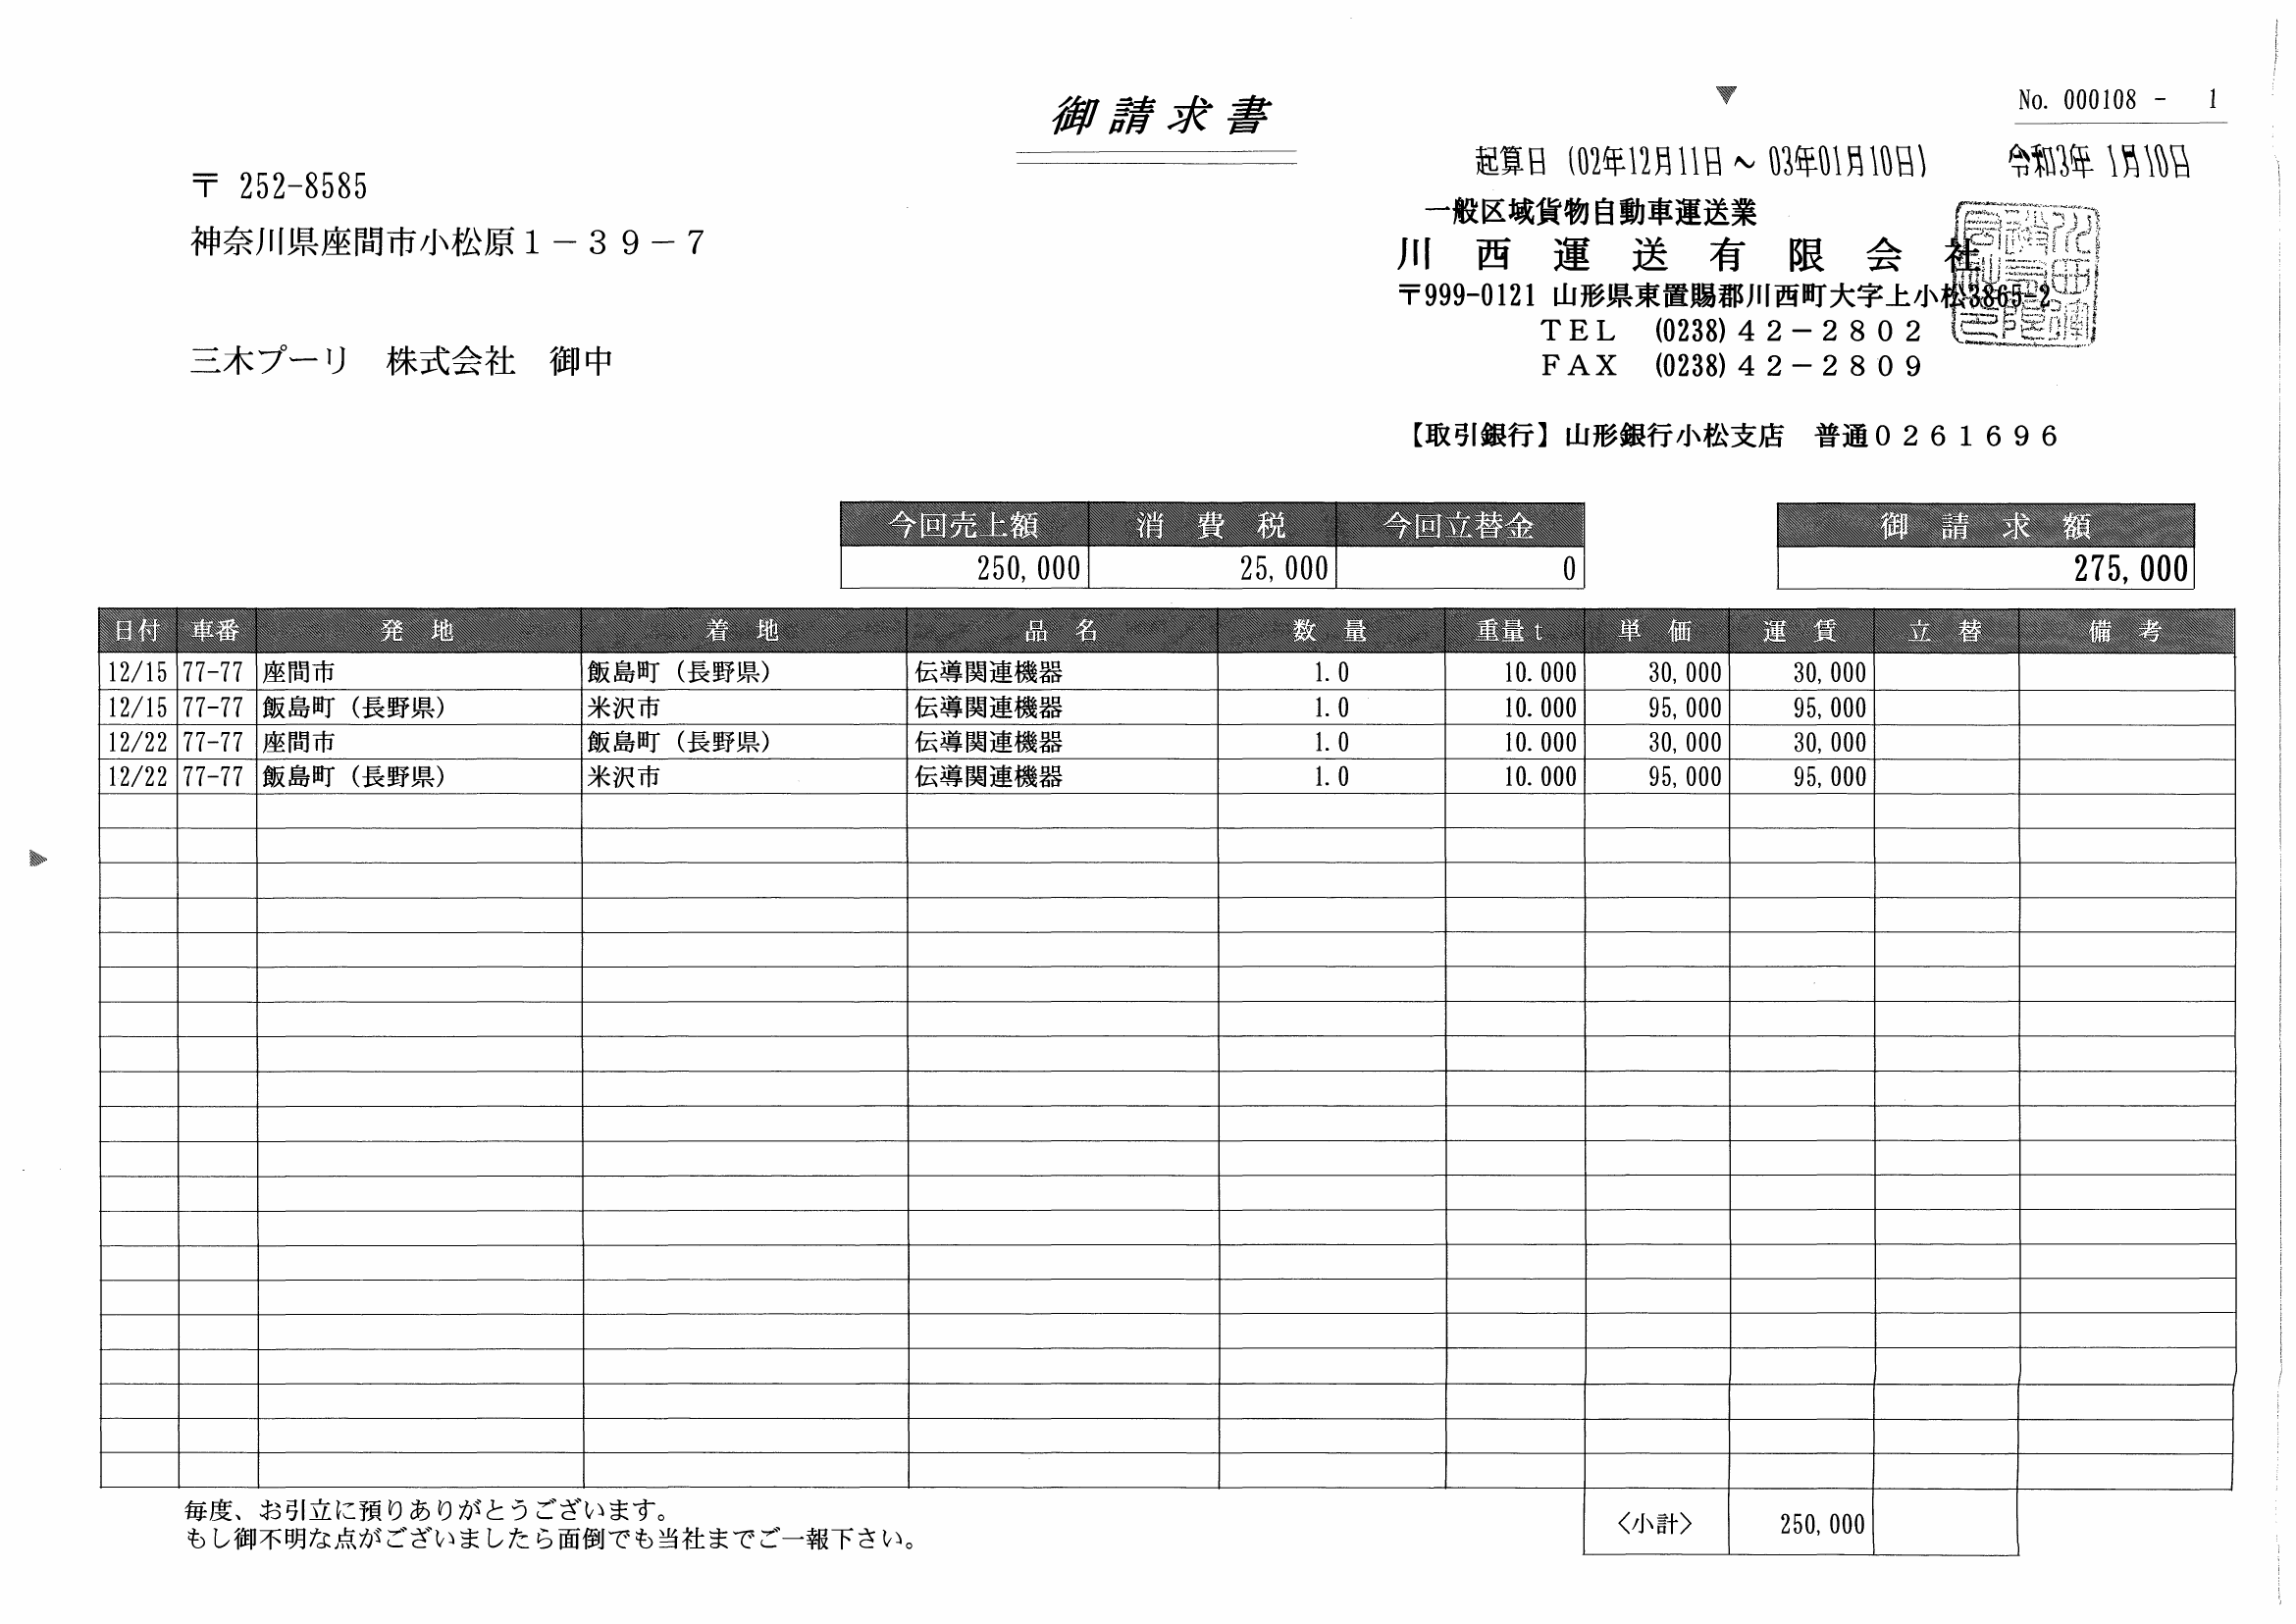 御請求書
No. 000108 - 1
起算日 (02年12月11日 ～ 03年01月10日) 令和3年 1月10日
〒 252-8585
神奈川県座間市小松原１－３９－７
三木プーリ　株式会社　御中
一般区域貨物自動車運送業
川西運送有限会社
〒999-0121 山形県東置賜郡川西町大字上小松3865-2
ＴＥＬ (0238)４２－２８０２
ＦＡＸ (0238)４２－２８０９
【取引銀行】山形銀行小松支店　普通０２６１６９６
今回売上額 消費税 今回立替金 御請求額
250,000 25,000 0 275,000
日付 車番 発地 着地 品名 数量 重量t 単価 運賃 立替 備考
12/15 77-77 座間市 飯島町（長野県） 伝導関連機器 1.0 10.000 30,000 30,000
12/15 77-77 飯島町（長野県） 米沢市 伝導関連機器 1.0 10.000 95,000 95,000
12/22 77-77 座間市 飯島町（長野県） 伝導関連機器 1.0 10.000 30,000 30,000
12/22 77-77 飯島町（長野県） 米沢市 伝導関連機器 1.0 10.000 95,000 95,000
毎度、お引立に預りありがとうございます。
もし御不明な点がございましたら面倒でも当社までご一報下さい。
〈小計〉 250,000